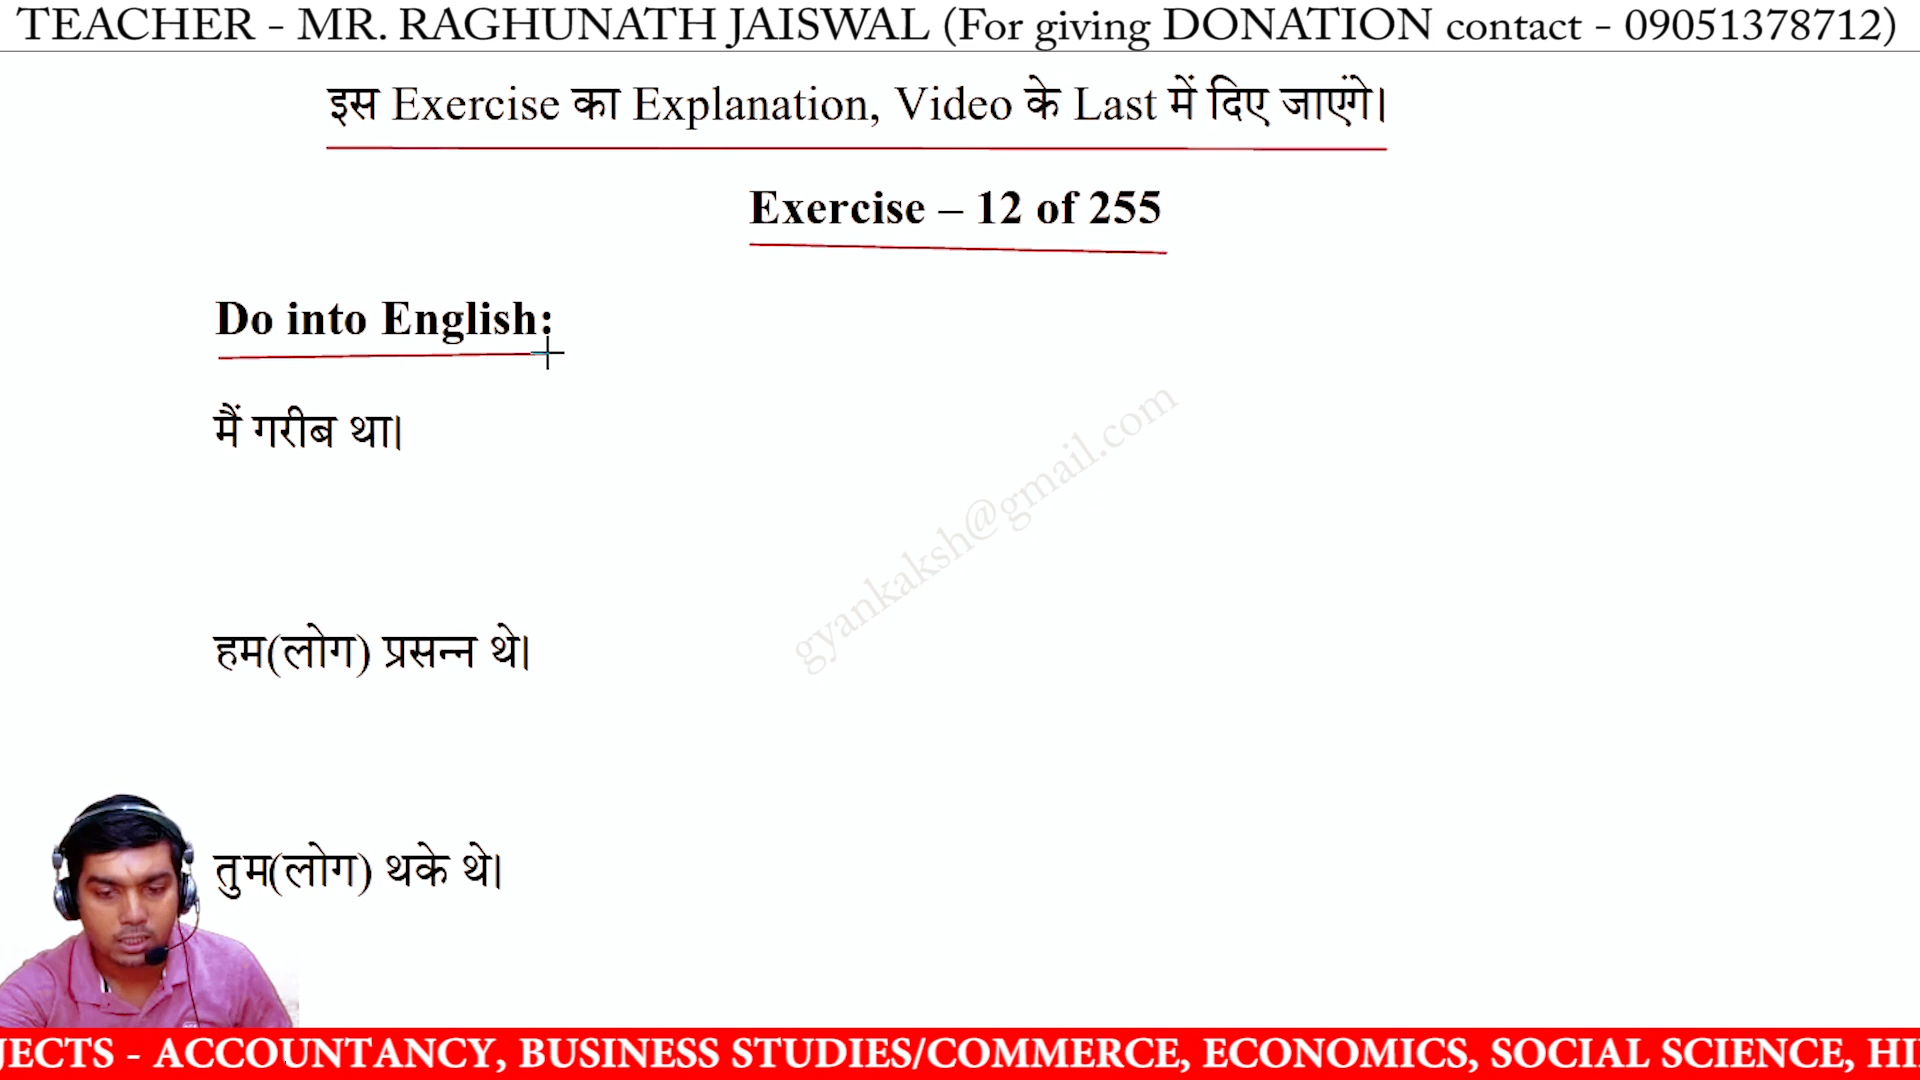 TEACHER - MR. RAGHUNATH JAISWAL (For giving DONATION contact - 09051378712)
इस Exercise का Explanation, Video के Last में दिए जाएंगे।
Exercise – 12 of 255
Do into English:
मैं गरीब था।
gyankaksh@gmail.com
हम(लोग) प्रसन्न थे।
तुम(लोग) थके थे।
JECTS - ACCOUNTANCY, BUSINESS STUDIES/COMMERCE, ECONOMICS, SOCIAL SCIENCE, HI